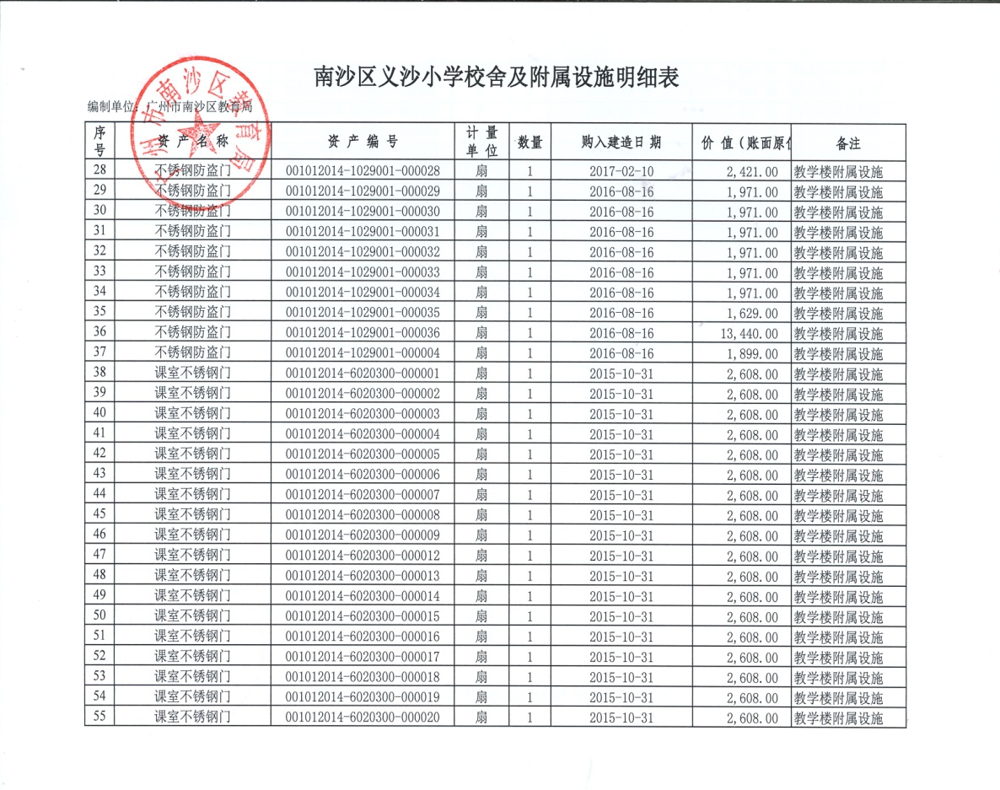 南沙区义沙小学校舍及附属设施明细表
编制单位：广州市南沙区教育局
广州市南沙区教育局
序号 资 产 名 称 资 产 编 号 计 量 单 位 数量 购入建造日 期 价 值（账面原值 备注
28 不锈钢防盗门 001012014-1029001-000028 扇 1 2017-02-10 2,421.00 教学楼附属设施
29 不锈钢防盗门 001012014-1029001-000029 扇 1 2016-08-16 1,971.00 教学楼附属设施
30 不锈钢防盗门 001012014-1029001-000030 扇 1 2016-08-16 1,971.00 教学楼附属设施
31 不锈钢防盗门 001012014-1029001-000031 扇 1 2016-08-16 1,971.00 教学楼附属设施
32 不锈钢防盗门 001012014-1029001-000032 扇 1 2016-08-16 1,971.00 教学楼附属设施
33 不锈钢防盗门 001012014-1029001-000033 扇 1 2016-08-16 1,971.00 教学楼附属设施
34 不锈钢防盗门 001012014-1029001-000034 扇 1 2016-08-16 1,971.00 教学楼附属设施
35 不锈钢防盗门 001012014-1029001-000035 扇 1 2016-08-16 1,629.00 教学楼附属设施
36 不锈钢防盗门 001012014-1029001-000036 扇 1 2016-08-16 13,440.00 教学楼附属设施
37 不锈钢防盗门 001012014-1029001-000004 扇 1 2016-08-16 1,899.00 教学楼附属设施
38 课室不锈钢门 001012014-6020300-000001 扇 1 2015-10-31 2,608.00 教学楼附属设施
39 课室不锈钢门 001012014-6020300-000002 扇 1 2015-10-31 2,608.00 教学楼附属设施
40 课室不锈钢门 001012014-6020300-000003 扇 1 2015-10-31 2,608.00 教学楼附属设施
41 课室不锈钢门 001012014-6020300-000004 扇 1 2015-10-31 2,608.00 教学楼附属设施
42 课室不锈钢门 001012014-6020300-000005 扇 1 2015-10-31 2,608.00 教学楼附属设施
43 课室不锈钢门 001012014-6020300-000006 扇 1 2015-10-31 2,608.00 教学楼附属设施
44 课室不锈钢门 001012014-6020300-000007 扇 1 2015-10-31 2,608.00 教学楼附属设施
45 课室不锈钢门 001012014-6020300-000008 扇 1 2015-10-31 2,608.00 教学楼附属设施
46 课室不锈钢门 001012014-6020300-000009 扇 1 2015-10-31 2,608.00 教学楼附属设施
47 课室不锈钢门 001012014-6020300-000012 扇 1 2015-10-31 2,608.00 教学楼附属设施
48 课室不锈钢门 001012014-6020300-000013 扇 1 2015-10-31 2,608.00 教学楼附属设施
49 课室不锈钢门 001012014-6020300-000014 扇 1 2015-10-31 2,608.00 教学楼附属设施
50 课室不锈钢门 001012014-6020300-000015 扇 1 2015-10-31 2,608.00 教学楼附属设施
51 课室不锈钢门 001012014-6020300-000016 扇 1 2015-10-31 2,608.00 教学楼附属设施
52 课室不锈钢门 001012014-6020300-000017 扇 1 2015-10-31 2,608.00 教学楼附属设施
53 课室不锈钢门 001012014-6020300-000018 扇 1 2015-10-31 2,608.00 教学楼附属设施
54 课室不锈钢门 001012014-6020300-000019 扇 1 2015-10-31 2,608.00 教学楼附属设施
55 课室不锈钢门 001012014-6020300-000020 扇 1 2015-10-31 2,608.00 教学楼附属设施